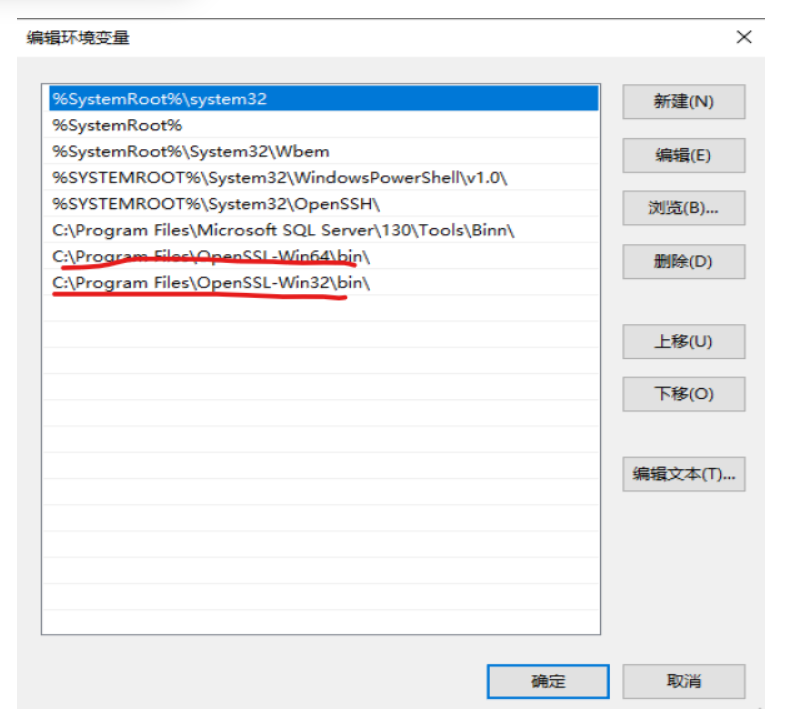 编辑环境变量
%SystemRoot%\system32
%SystemRoot%
%SystemRoot%\System32\Wbem
%SYSTEMROOT%\System32\WindowsPowerShell\v1.0\
%SYSTEMROOT%\System32\OpenSSH\
C:\Program Files\Microsoft SQL Server\130\Tools\Binn\
C:\Program Files\OpenSSL-Win64\bin\
C:\Program Files\OpenSSL-Win32\bin\
新建(N)
编辑(E)
浏览(B)...
删除(D)
上移(U)
下移(O)
编辑文本(T)...
确定
取消